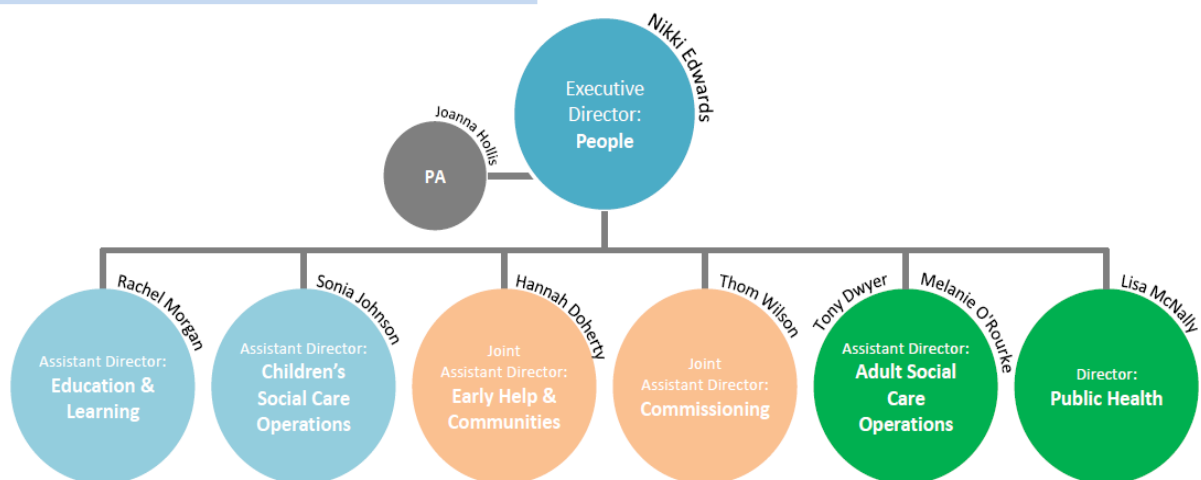 Nikki Edwards
Executive
Director:
People
Joanna Hollis
PA
Rachel Morgan
Assistant Director:
Education &
Learning
Sonia Johnson
Assistant Director:
Children’s
Social Care
Operations
Hannah Doherty
Joint
Assistant Director:
Early Help &
Communities
Thom Wilson
Joint
Assistant Director:
Commissioning
Tony Dwyer
Melanie O'Rourke
Assistant Director:
Adult Social
Care
Operations
Lisa McNally
Director:
Public Health